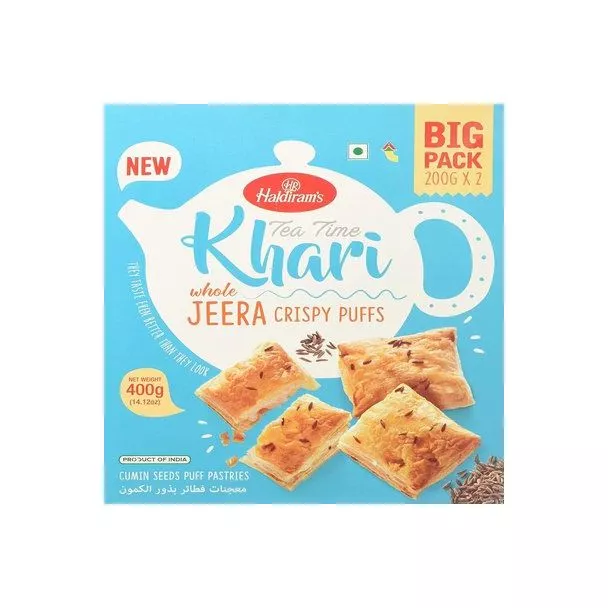 BIG
PACK
200G X 2
NEW
HR
Haldiram's
Tea Time
Khari
whole
JEERA CRISPY PUFFS
THEY TASTE EVEN BETTER THAN THEY LOOK
NET WEIGHT
400g
(14.12oz)
PRODUCT OF INDIA
CUMIN SEEDS PUFF PASTRIES
معجنات فطائر بذور الكمون